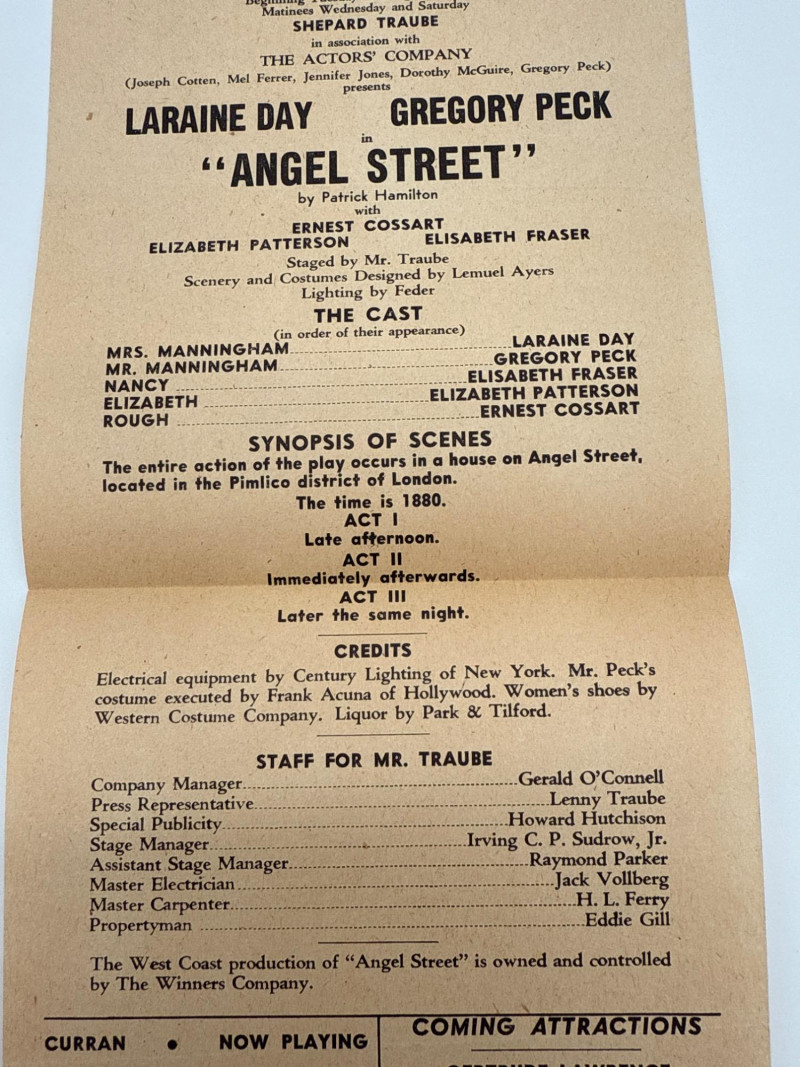 Matinees Wednesday and Saturday
SHEPARD TRAUBE
in association with
THE ACTORS' COMPANY
(Joseph Cotten, Mel Ferrer, Jennifer Jones, Dorothy McGuire, Gregory Peck)
presents
LARAINE DAY GREGORY PECK
in
"ANGEL STREET"
by Patrick Hamilton
with
ERNEST COSSART
ELIZABETH PATTERSON ELISABETH FRASER
Staged by Mr. Traube
Scenery and Costumes Designed by Lemuel Ayers
Lighting by Feder
THE CAST
(in order of their appearance)
MRS. MANNINGHAM LARAINE DAY
MR. MANNINGHAM GREGORY PECK
NANCY ELISABETH FRASER
ELIZABETH ELIZABETH PATTERSON
ROUGH ERNEST COSSART
SYNOPSIS OF SCENES
The entire action of the play occurs in a house on Angel Street,
located in the Pimlico district of London.
The time is 1880.
ACT I
Late afternoon.
ACT II
Immediately afterwards.
ACT III
Later the same night.
CREDITS
Electrical equipment by Century Lighting of New York. Mr. Peck's
costume executed by Frank Acuna of Hollywood. Women's shoes by
Western Costume Company. Liquor by Park & Tilford.
STAFF FOR MR. TRAUBE
Company Manager Gerald O'Connell
Press Representative Lenny Traube
Special Publicity Howard Hutchison
Stage Manager Irving C. P. Sudrow, Jr.
Assistant Stage Manager Raymond Parker
Master Electrician Jack Vollberg
Master Carpenter H. L. Ferry
Propertyman Eddie Gill
The West Coast production of "Angel Street" is owned and controlled
by The Winners Company.
CURRAN • NOW PLAYING
COMING ATTRACTIONS
GERTRUDE LAWRENCE